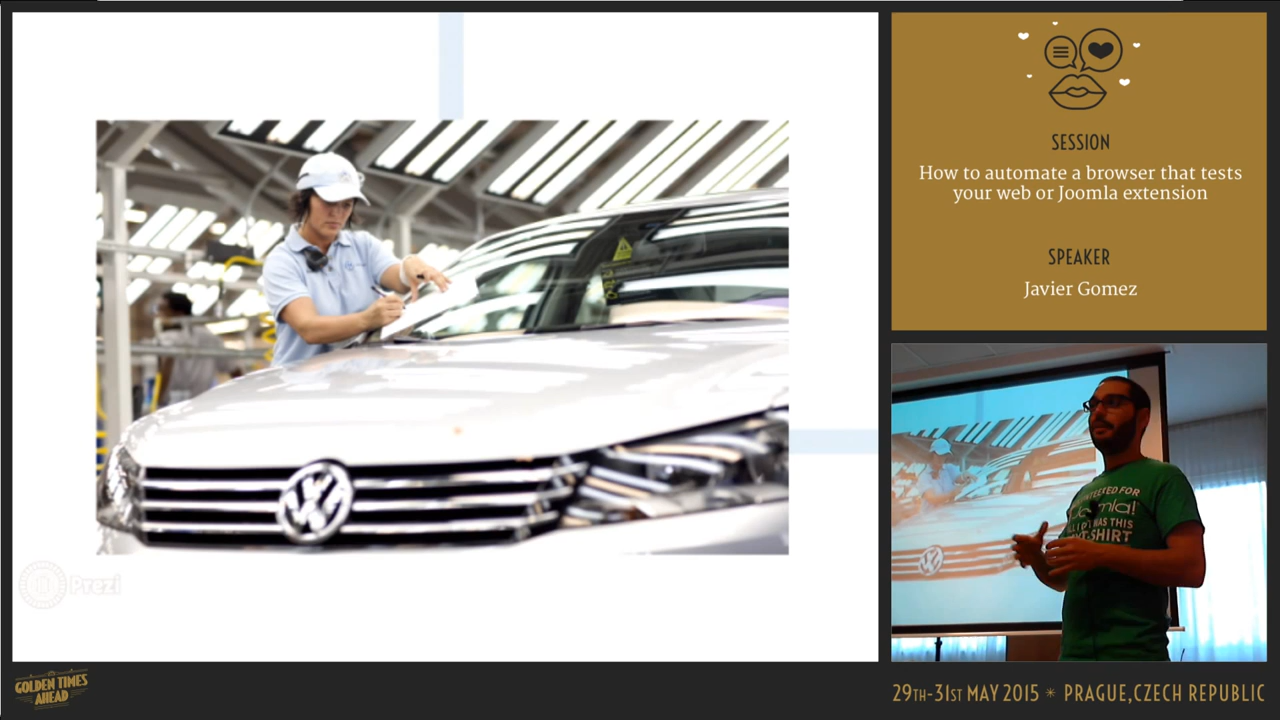 SESSION
How to automate a browser that tests
your web or Joomla extension
SPEAKER
Javier Gomez
Prezi
GOLDEN TIMES
AHEAD
29TH-31ST MAY 2015 * PRAGUE,CZECH REPUBLIC